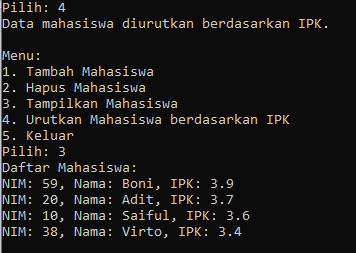 Pilih: 4
Data mahasiswa diurutkan berdasarkan IPK.
Menu:
1. Tambah Mahasiswa
2. Hapus Mahasiswa
3. Tampilkan Mahasiswa
4. Urutkan Mahasiswa berdasarkan IPK
5. Keluar
Pilih: 3
Daftar Mahasiswa:
NIM: 59, Nama: Boni, IPK: 3.9
NIM: 20, Nama: Adit, IPK: 3.7
NIM: 10, Nama: Saiful, IPK: 3.6
NIM: 38, Nama: Virto, IPK: 3.4